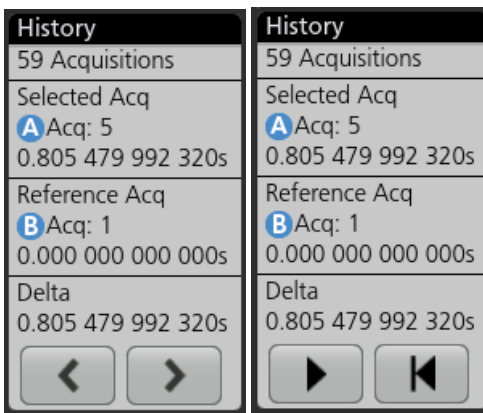 History
59 Acquisitions
Selected Acq
A Acq: 5
0.805 479 992 320s
Reference Acq
B Acq: 1
0.000 000 000 000s
Delta
0.805 479 992 320s
History
59 Acquisitions
Selected Acq
A Acq: 5
0.805 479 992 320s
Reference Acq
B Acq: 1
0.000 000 000 000s
Delta
0.805 479 992 320s